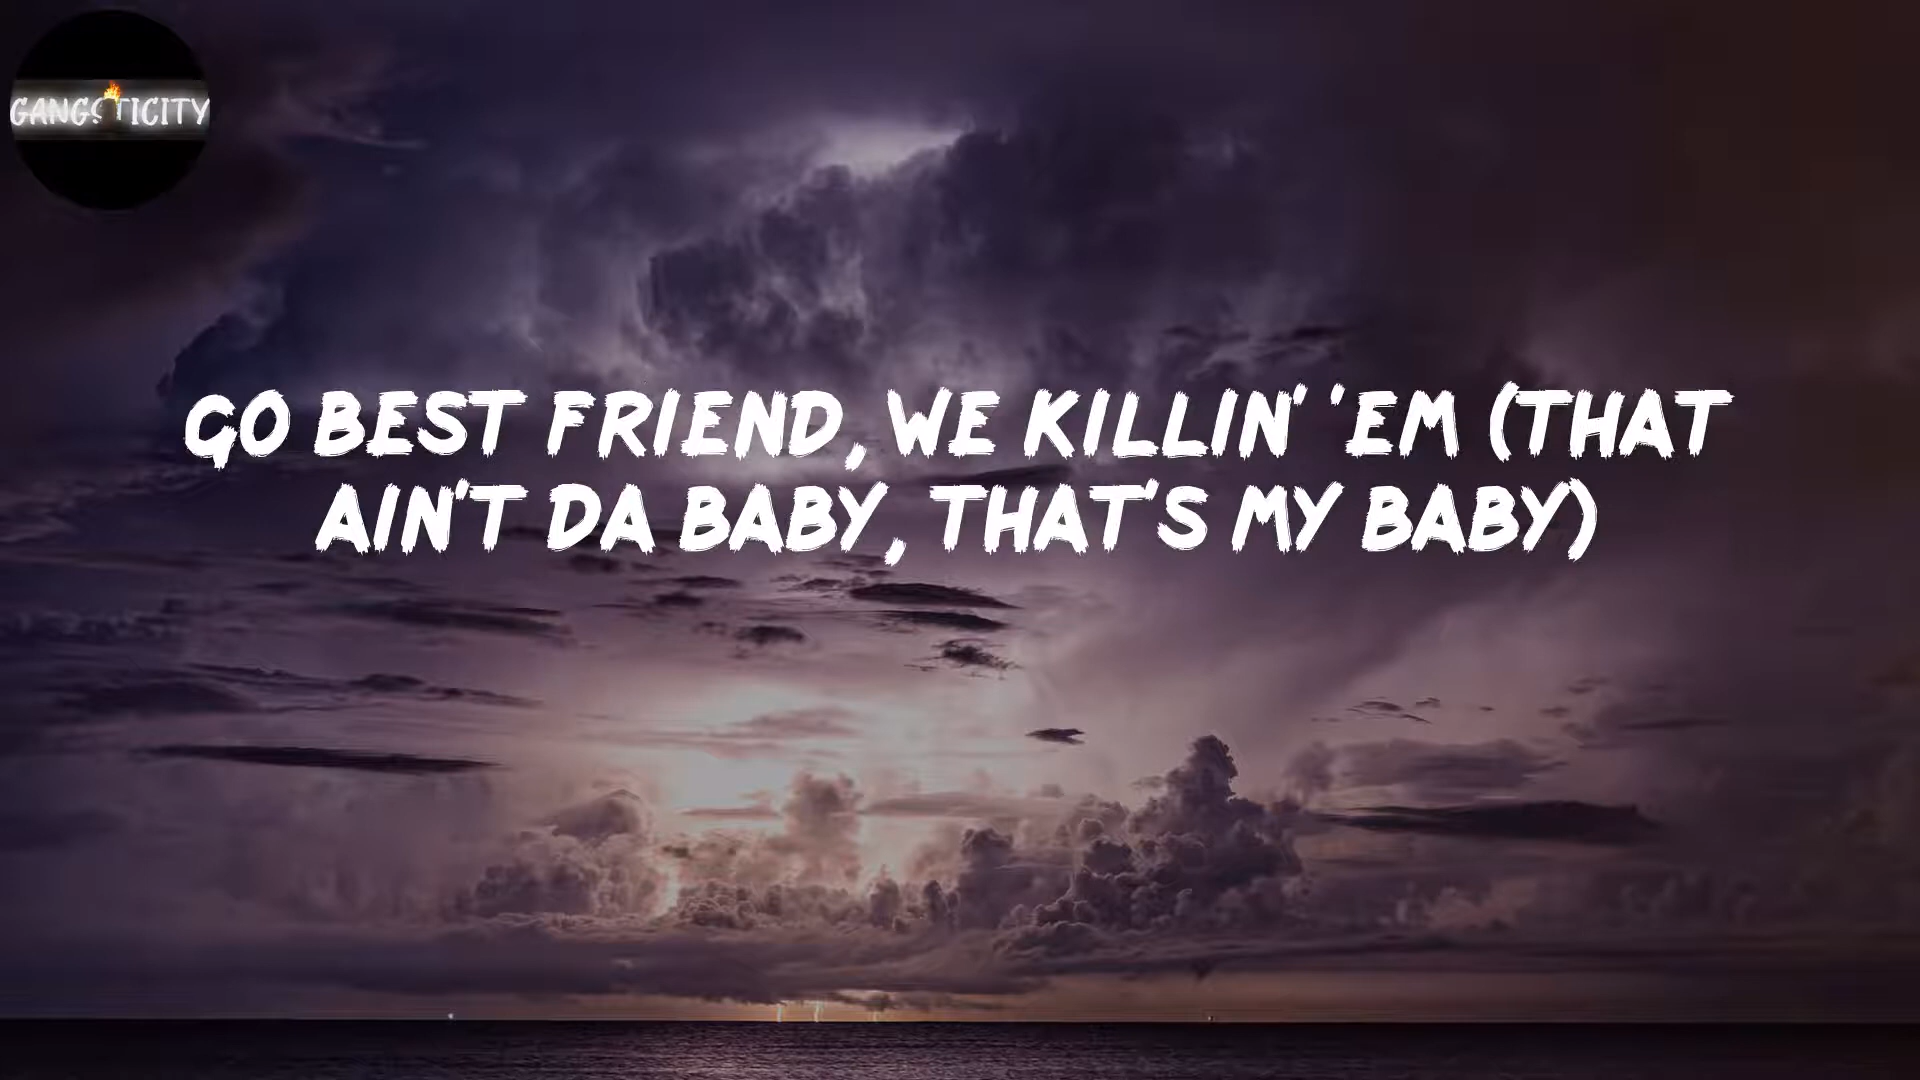 GANGSTICITY
GO BEST FRIEND, WE KILLIN' 'EM (THAT
AIN'T DA BABY, THAT'S MY BABY)